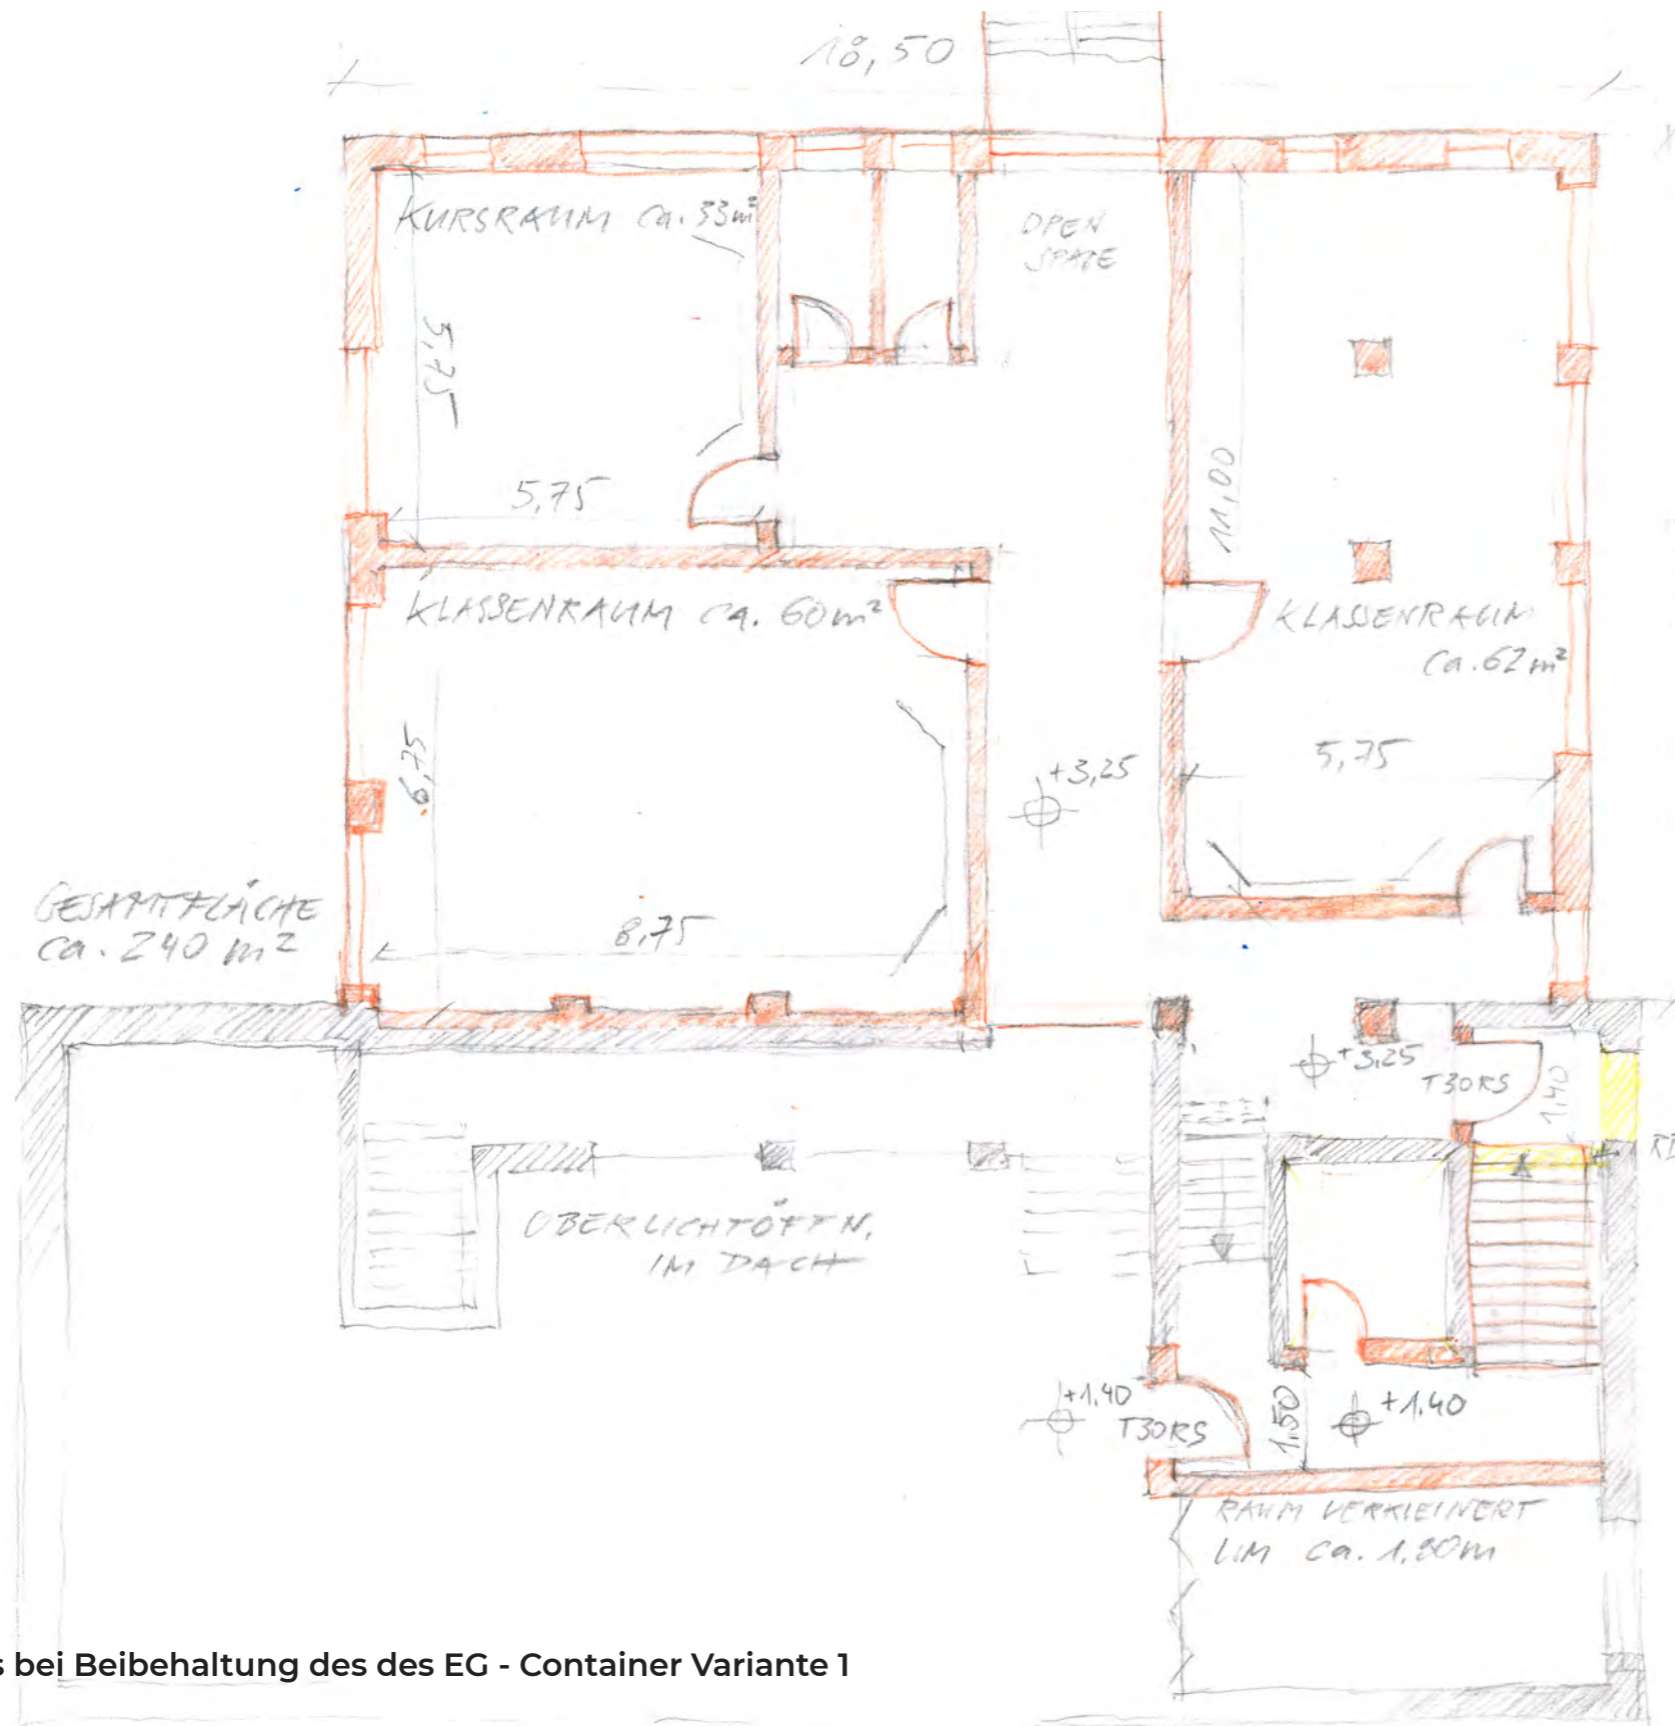 18,50
KURSRAUM ca. 33m²
OPEN
SPACE
5,75
5,75
11,00
KLASSENRAUM ca. 60m²
KLASSENRAUM
ca. 62 m²
6,75
+3,25
5,75
GESAMTFLÄCHE
ca. 240 m²
8,75
+3,25
T30RS
1,40
OBERLICHTÖFFN.
IM DACH
+1,40
T30RS
1,50
+1,40
RAUM VERKLEINERT
UM ca. 1,80m
s bei Beibehaltung des des EG - Container Variante 1